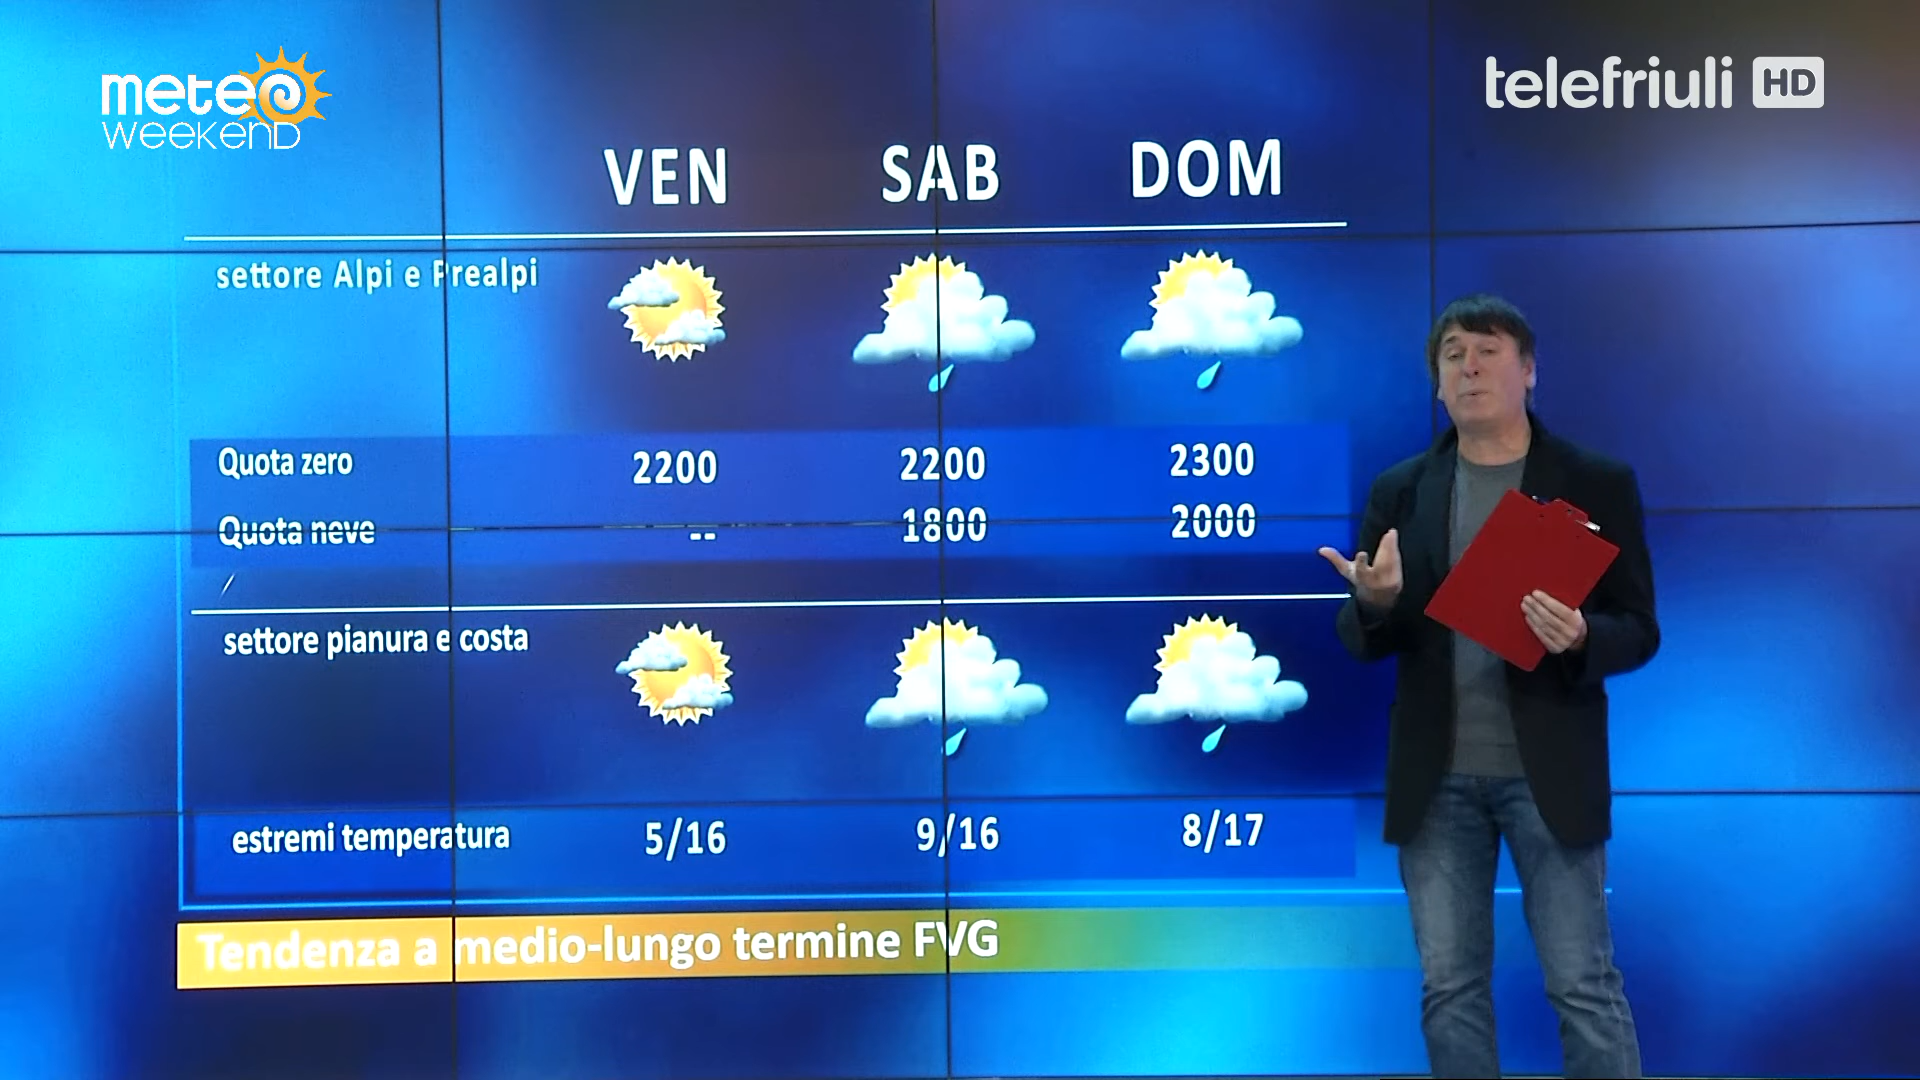 meteo
weekend
telefriuli HD
VEN SAB DOM
settore Alpi e Prealpi
Quota zero 2200 2200 2300
Quota neve -- 1800 2000
/
settore pianura e costa
estremi temperatura 5/16 9/16 8/17
Tendenza a medio-lungo termine FVG